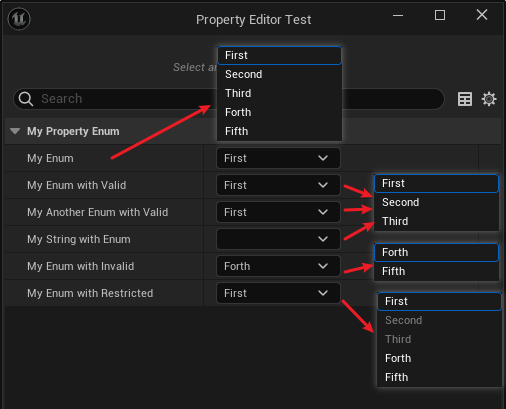 Property Editor Test
First
Select a
Second
Third
Search
Forth
Fifth
My Property Enum
My Enum
First
My Enum with Valid
First
My Another Enum with Valid
First
My String with Enum
My Enum with Invalid
Forth
My Enum with Restricted
First
First
Second
Third
Forth
Fifth
First
Second
Third
Forth
Fifth